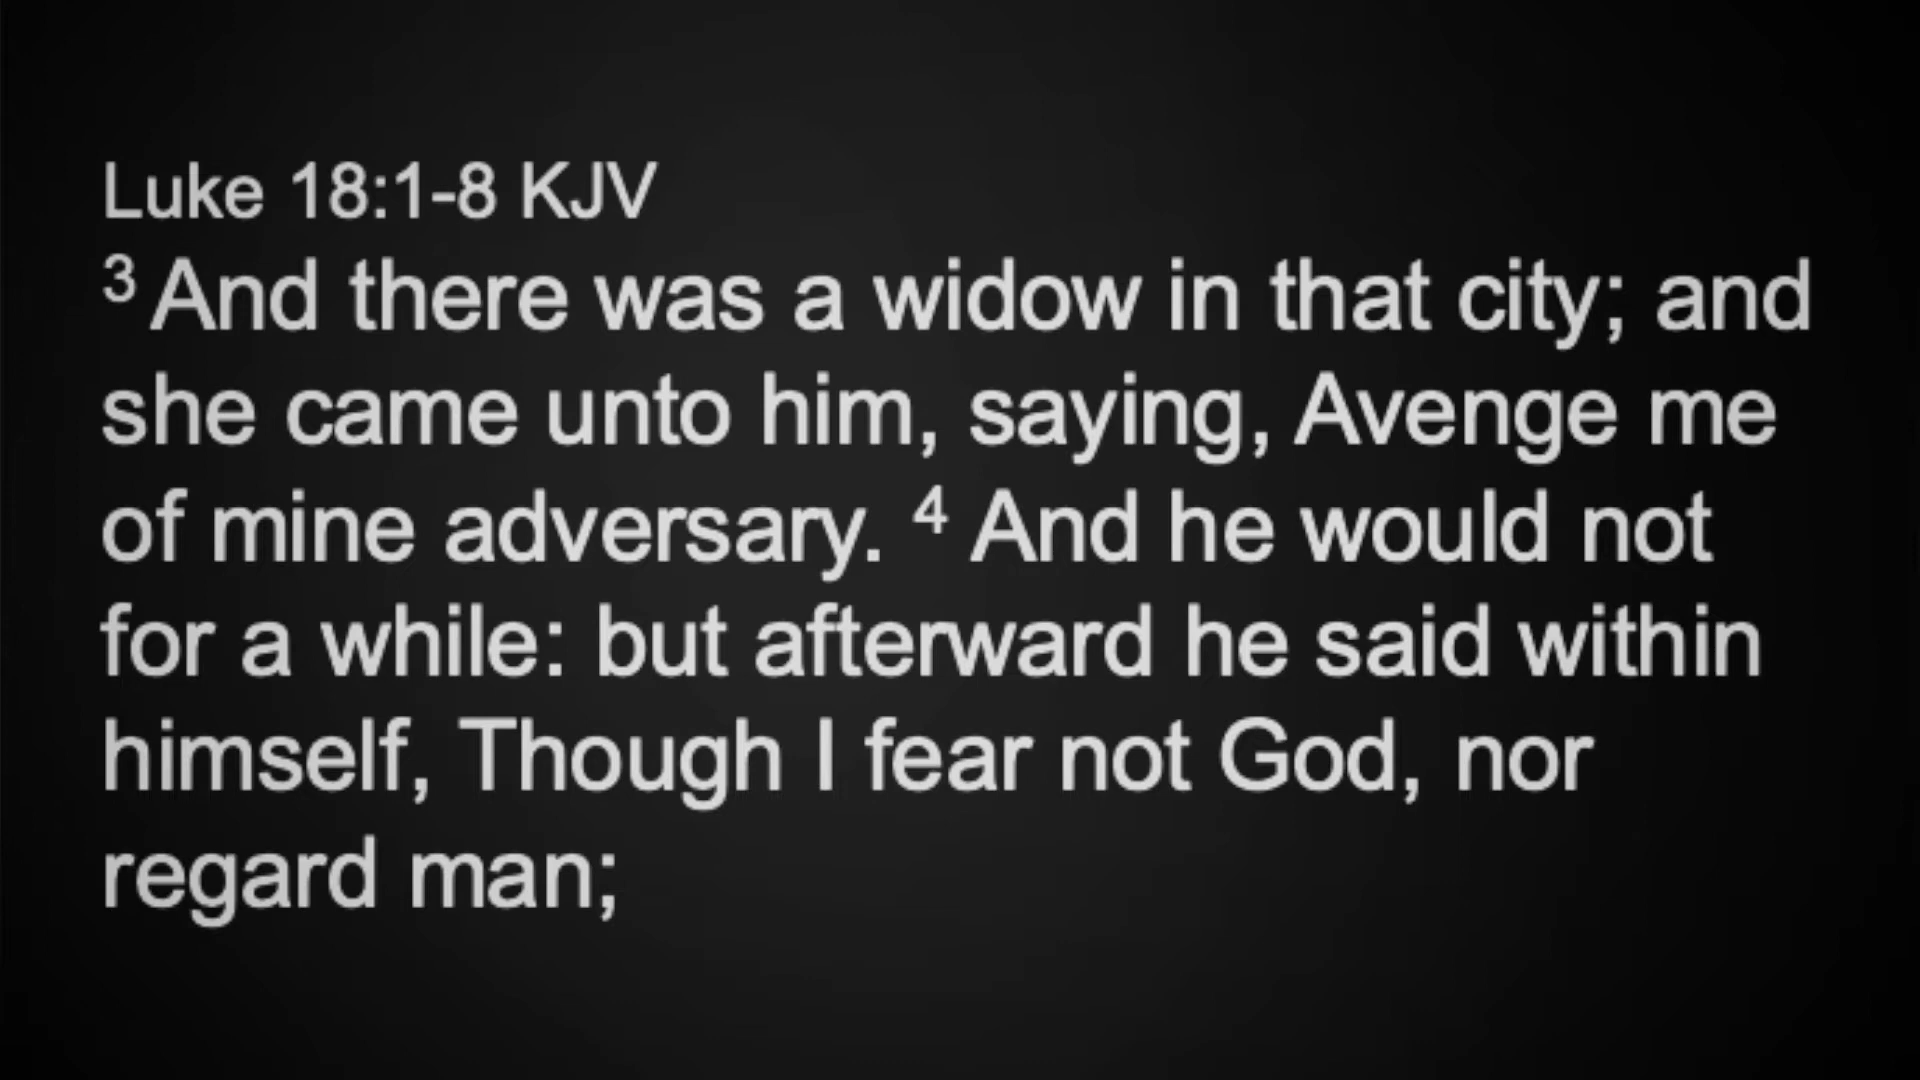 Luke 18:1-8 KJV
3 And there was a widow in that city; and
she came unto him, saying, Avenge me
of mine adversary. 4 And he would not
for a while: but afterward he said within
himself, Though I fear not God, nor
regard man;